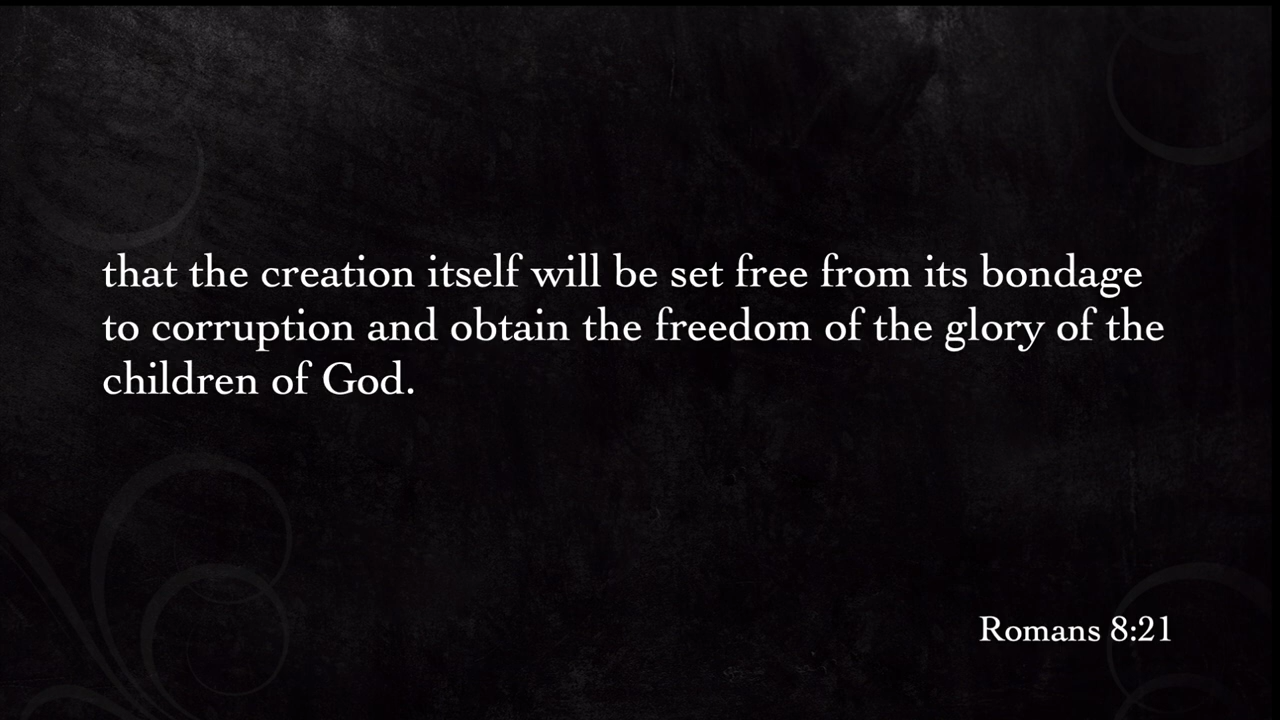 that the creation itself will be set free from its bondage
to corruption and obtain the freedom of the glory of the
children of God.
Romans 8:21